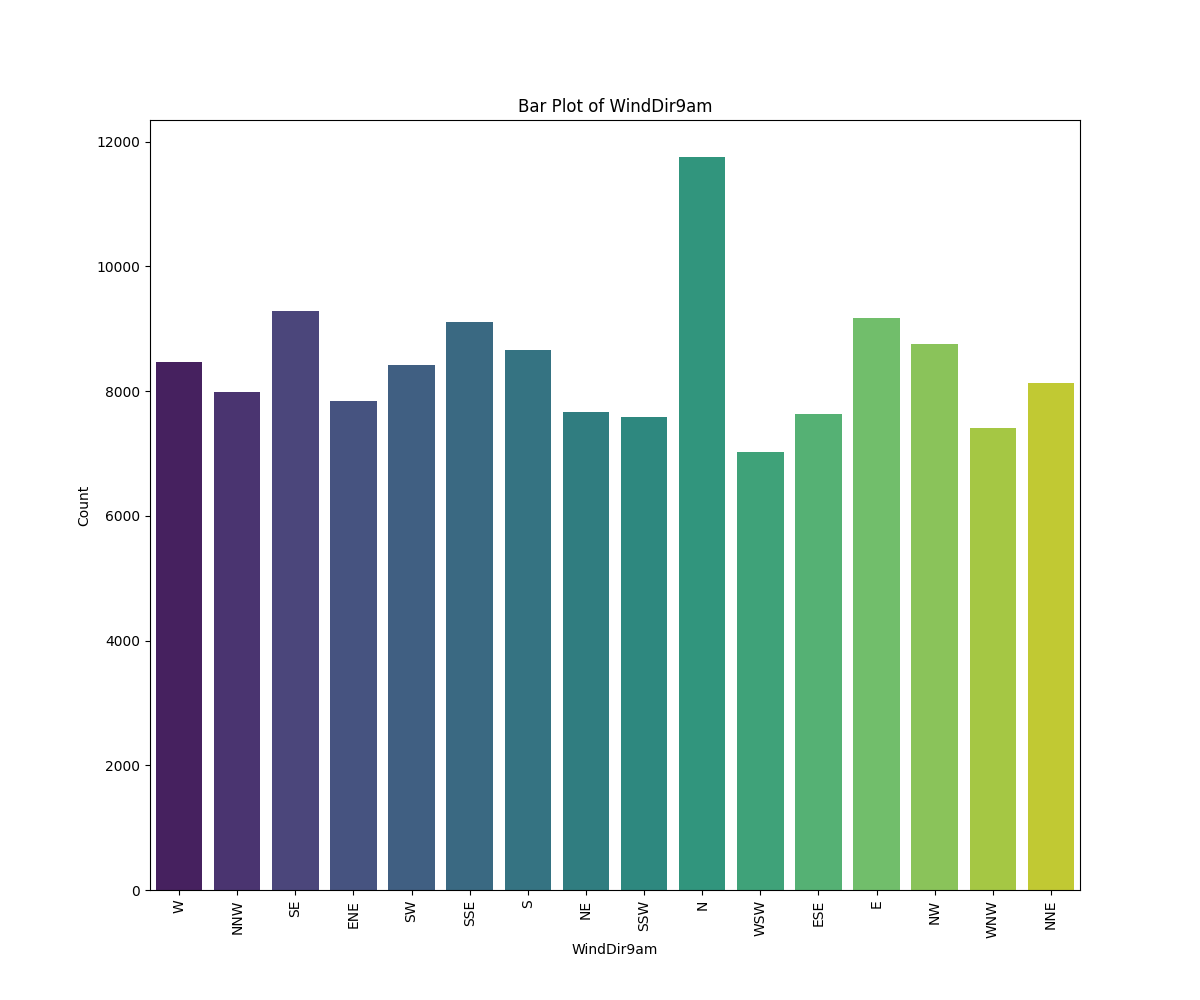 Bar Plot of WindDir9am
12000
10000
8000
6000
4000
2000
0
Count
W
NNW
SE
ENE
SW
SSE
S
NE
SSW
N
WSW
ESE
E
NW
WNW
NNE
WindDir9am